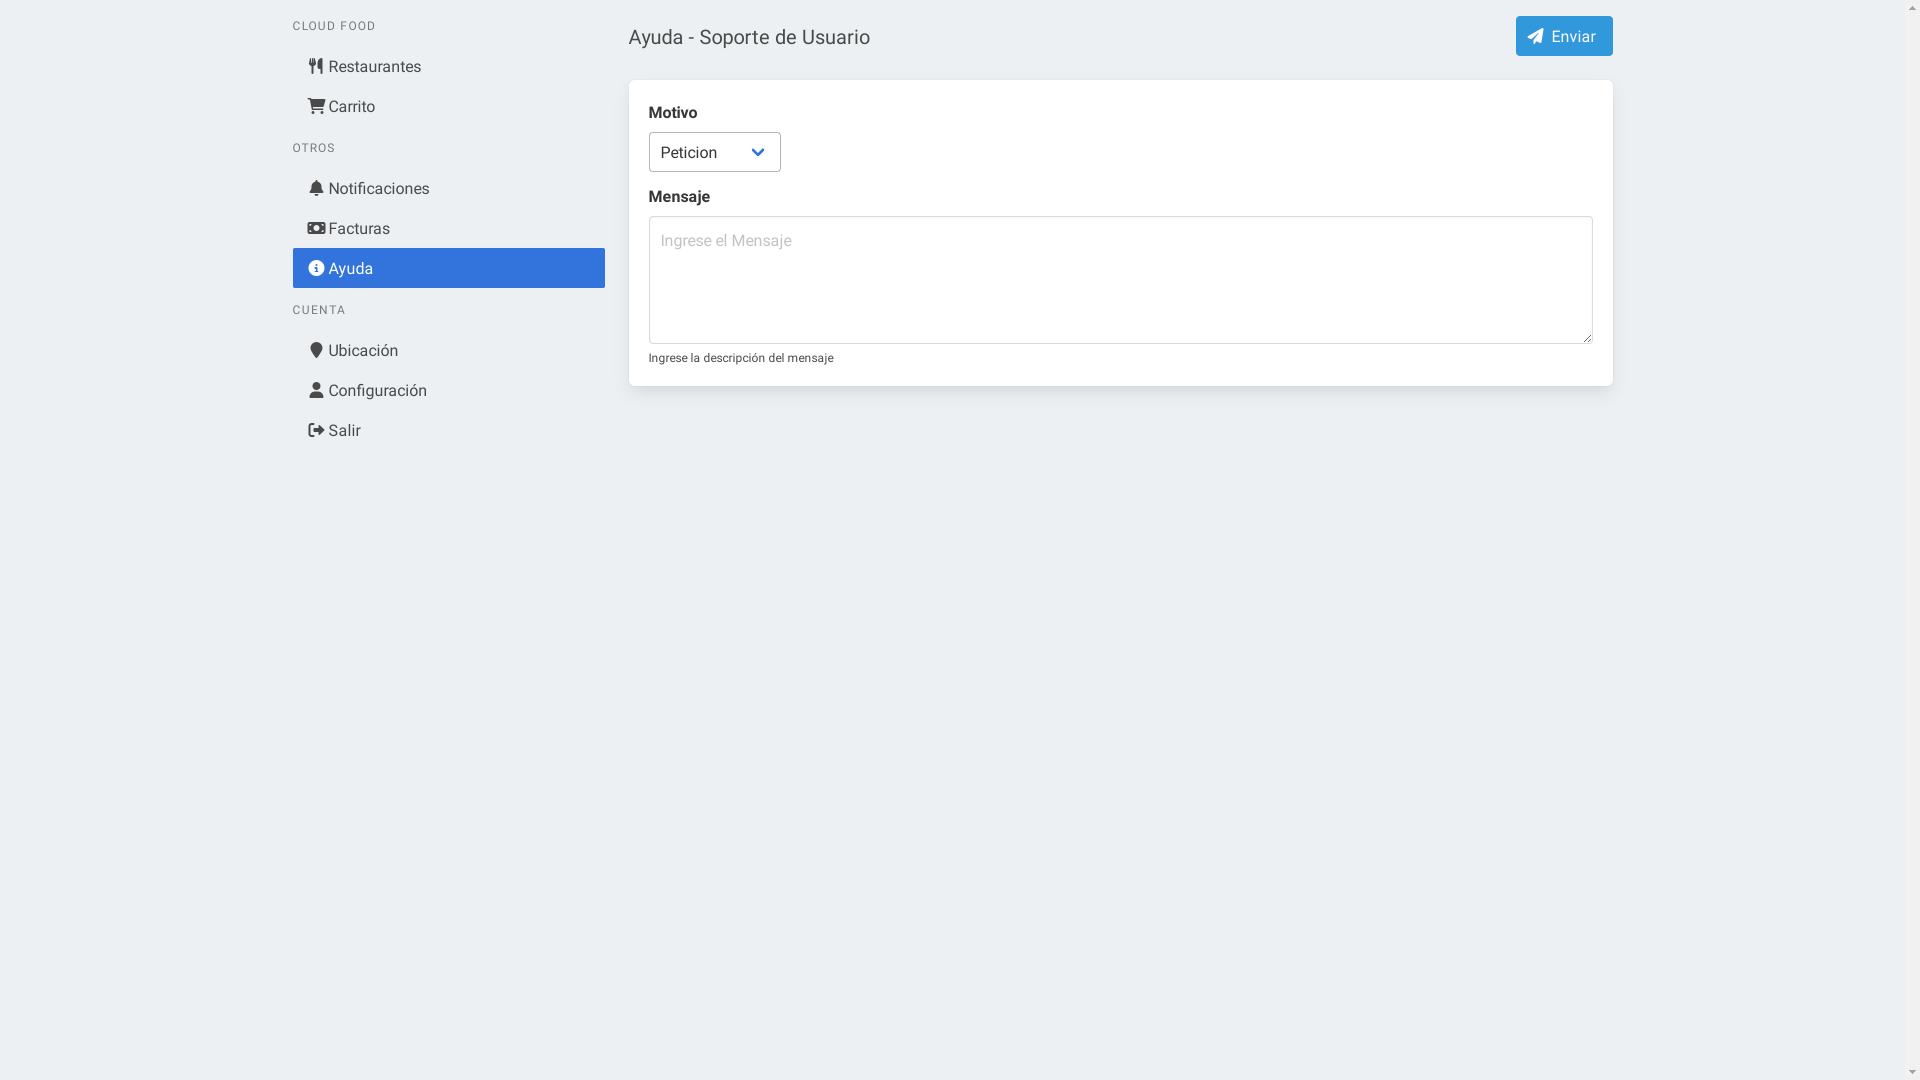 CLOUD FOOD
Restaurantes
Carrito
OTROS
Notificaciones
Facturas
Ayuda
CUENTA
Ubicación
Configuración
Salir
Ayuda - Soporte de Usuario
Enviar
Motivo
Peticion
Mensaje
Ingrese el Mensaje
Ingrese la descripción del mensaje